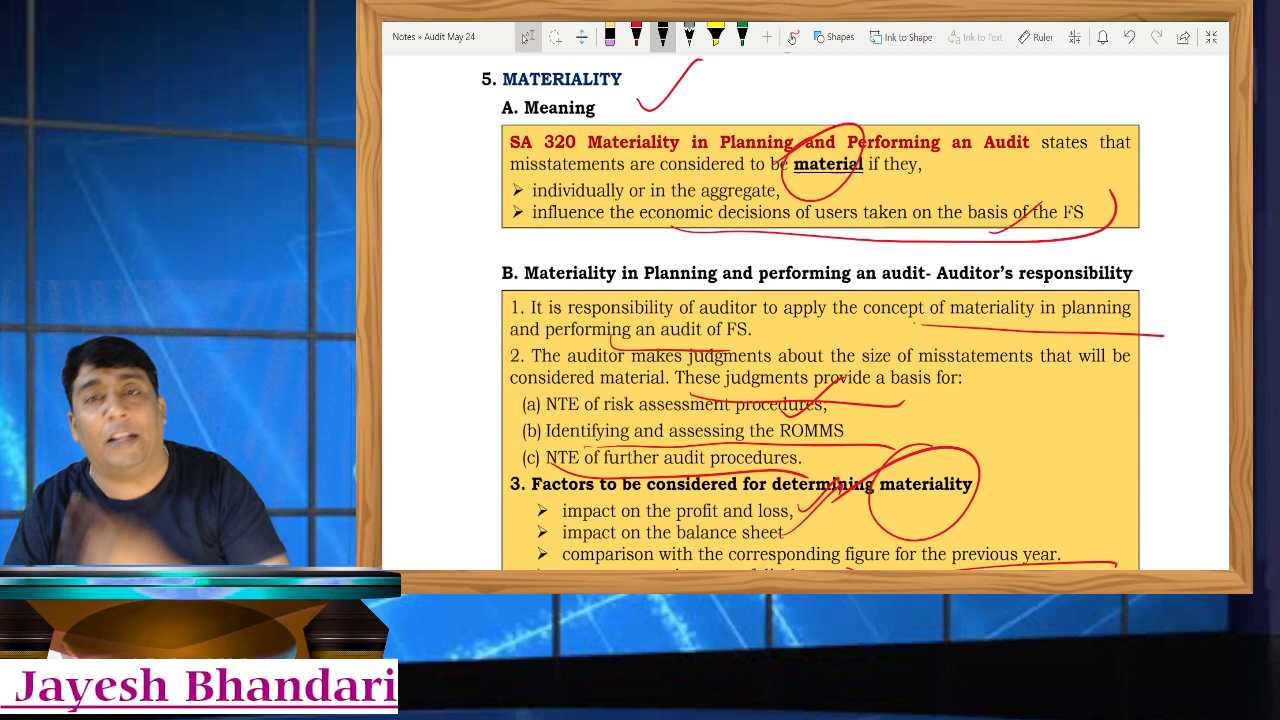 Notes » Audit May 24
Shapes
Ink to Shape
Ink to Text
Ruler
5. MATERIALITY
A. Meaning
SA 320 Materiality in Planning and Performing an Audit states that
misstatements are considered to be material if they,
➢ individually or in the aggregate,
➢ influence the economic decisions of users taken on the basis of the FS
B. Materiality in Planning and performing an audit- Auditor's responsibility
1. It is responsibility of auditor to apply the concept of materiality in planning
and performing an audit of FS.
2. The auditor makes judgments about the size of misstatements that will be
considered material. These judgments provide a basis for:
(a) NTE of risk assessment procedures,
(b) Identifying and assessing the ROMMS
(c) NTE of further audit procedures.
3. Factors to be considered for determining materiality
➢ impact on the profit and loss,
➢ impact on the balance sheet
➢ comparison with the corresponding figure for the previous year.
Jayesh Bhandari